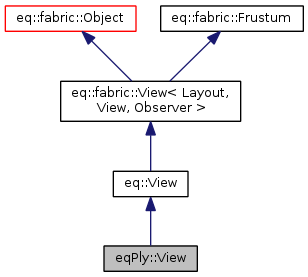 eq::fabric::Object
eq::fabric::Frustum
eq::fabric::View< Layout,
View, Observer >
eq::View
eqPly::View